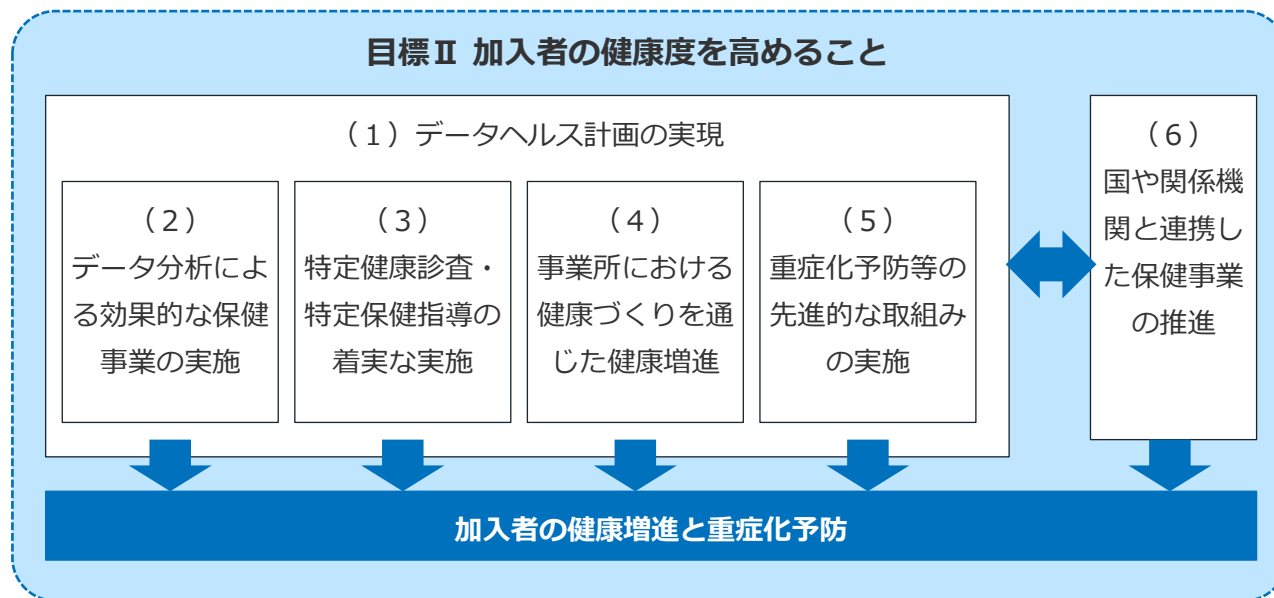 目標Ⅱ 加入者の健康度を高めること
（１）データヘルス計画の実現
（２）
データ分析によ
る効果的な保健
事業の実施
（３）
特定健康診査・
特定保健指導の
着実な実施
（４）
事業所における
健康づくりを通
じた健康増進
（５）
重症化予防等の
先進的な取組み
の実施
（６）
国や関係機
関と連携し
た保健事業
の推進
加入者の健康増進と重症化予防